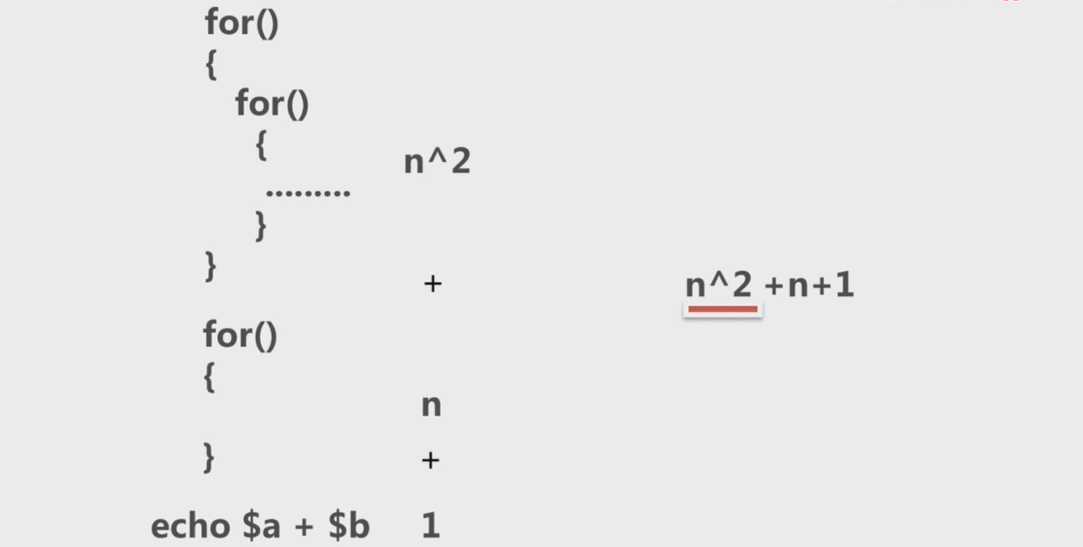 for()
{
for()
{
n^2
.........
}
}
+
n^2 +n+1
for()
{
n
}
+
echo $a + $b 1